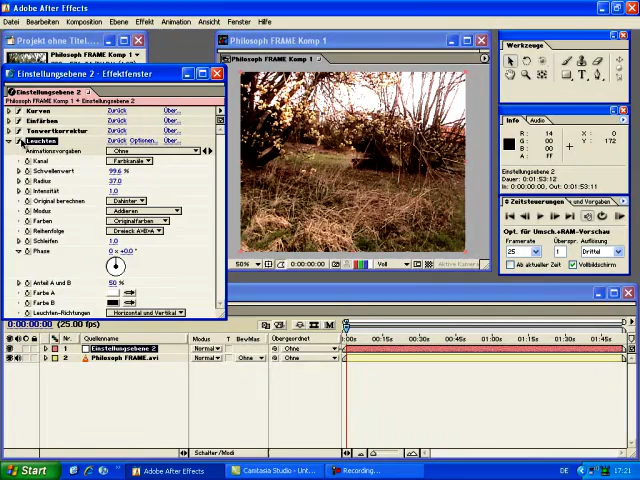 Adobe After Effects
Datei Bearbeiten Komposition Ebene Effekt Animation Ansicht Fenster Hilfe
Projekt ohne Titel....
Philosoph FRAME Komp 1
Philosoph FRAME Komp 1
Philosoph FRAME Komp 1
Einstellungsebene 2 - Effektfenster
Einstellungsebene 2
Philosoph FRAME Komp 1 • Einstellungsebene 2
Kurven Zurück Über...
Einfärben Zurück Über...
Tonwertkorrektur Zurück Über...
Leuchten Zurück Optionen... Über...
Animationsvorgaben Ohne
Kanal Farbkanäle
Schwellenwert 99.6 %
Radius 37.0
Intensität 1.0
Original berechnen Dahinter
Modus Addieren
Farben Originalfarben
Reihenfolge Dreieck A>B>A
Schleifen 1.0
Phase 0 x +0.0°
Anteil A und B 50 %
Farbe A
Farbe B
Leuchten-Richtungen Horizontal und Vertikal
50% 0:00:00:00 Voll Aktive Kamera
Werkzeuge
Info Audio
R : 14
G : 00
B : 00
A : FF
X : 0
Y : 172
Einstellungsebene 2
Dauer: 0:01:53:12
In: 0:00:00:00
Zeitsteuerungen und Vorgaben
Opt. für Umsch.+RAM-Vorschau
Framerate Überspr. Auflösung
25 1 Drittel
Ab aktueller Zeit Vollbildschirm
0:00:00:00 (25.00 fps)
Nr. Quellenname Modus T BewMas Übergeordnet
:00s 00:15s 00:30s 00:45s 01:00s 01:15s 01:30s 01:45s
1 Einstellungsebene 2 Normal Ohne
2 Philosoph FRAME.avi Normal Ohne Ohne
Schalter/Modi
Start Adobe After Effects Camtasia Studio - Unt... Recording... DE 17:21